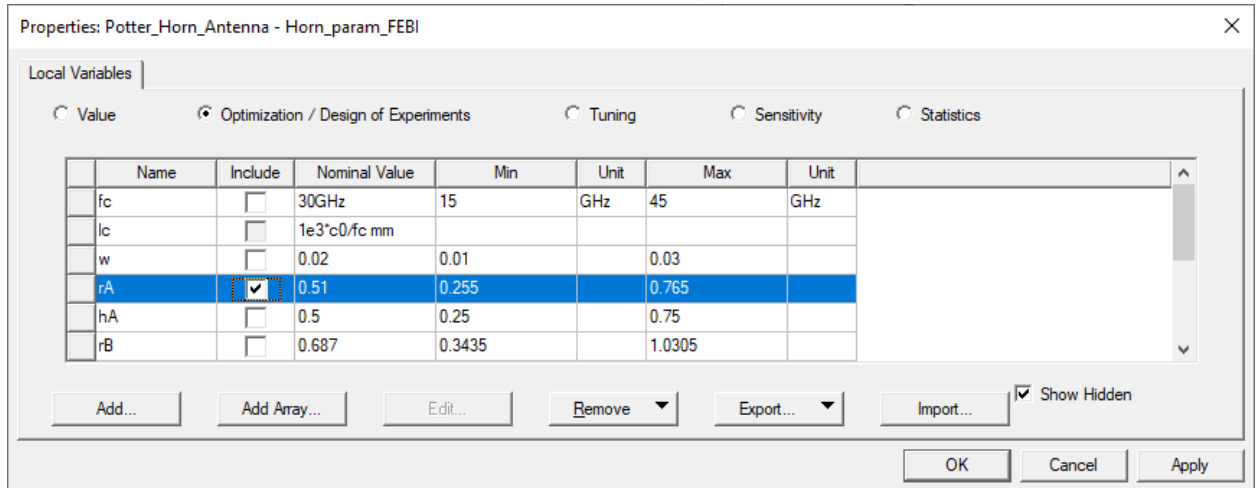 Properties: Potter_Horn_Antenna - Horn_param_FEBI
Local Variables
Value Optimization / Design of Experiments Tuning Sensitivity Statistics
Name Include Nominal Value Min Unit Max Unit
fc 30GHz 15 GHz 45 GHz
lc 1e3*c0/fc mm
w 0.02 0.01 0.03
rA 0.51 0.255 0.765
hA 0.5 0.25 0.75
rB 0.687 0.3435 1.0305
Show Hidden
Add... Add Array... Edit... Remove Export... Import...
OK Cancel Apply